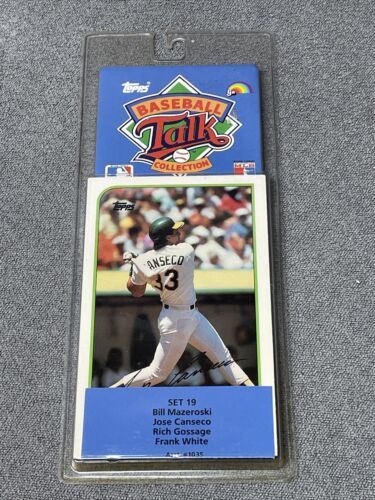 Topps
BASEBALL
Talk
COLLECTION
Topps
ANSECO
33
SET 19
Bill Mazeroski
Jose Canseco
Rich Gossage
Frank White